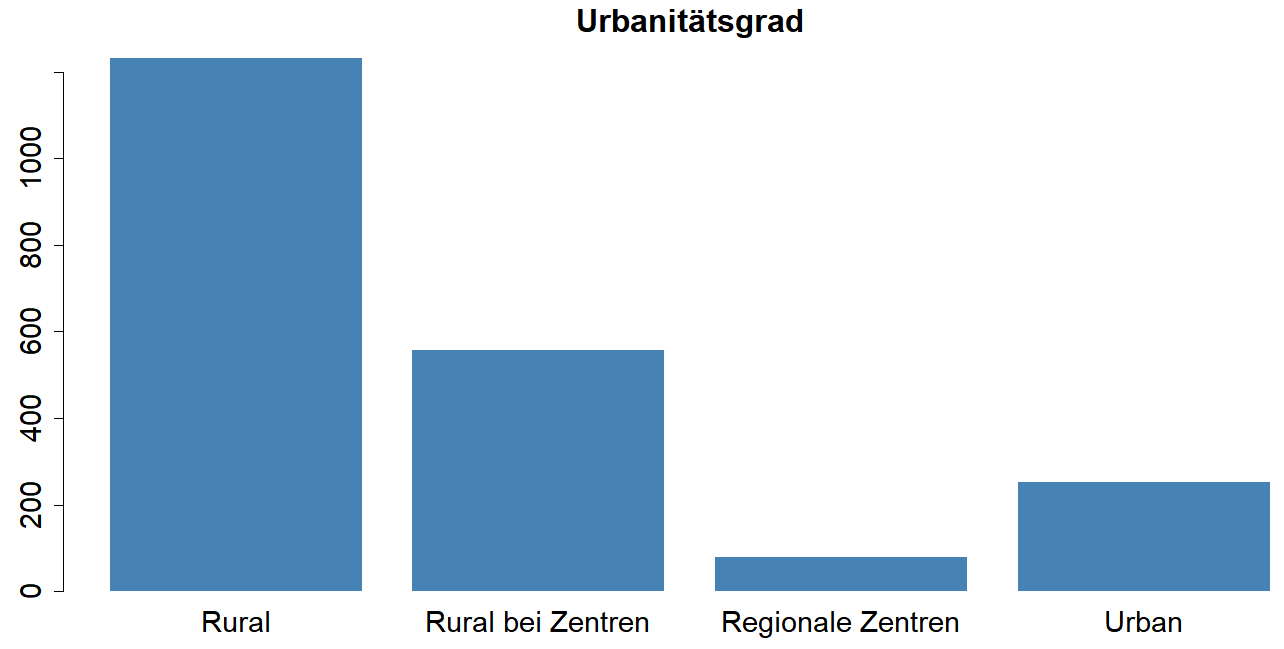 Urbanitätsgrad
1000
800
600
400
200
0
Rural
Rural bei Zentren
Regionale Zentren
Urban